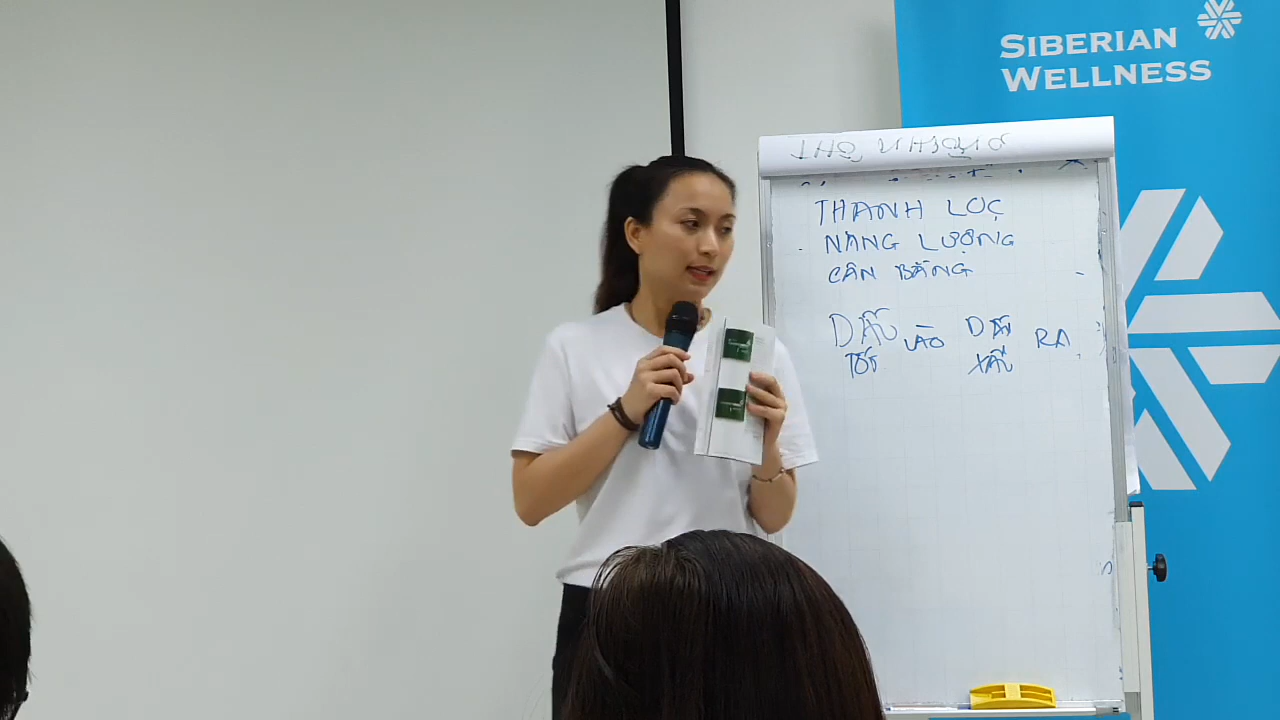 SIBERIAN
WELLNESS
THANH LỌC
NĂNG LƯỢNG
CÂN BẰNG
DẦU VÀO DẦU RA
TỐT XẤU